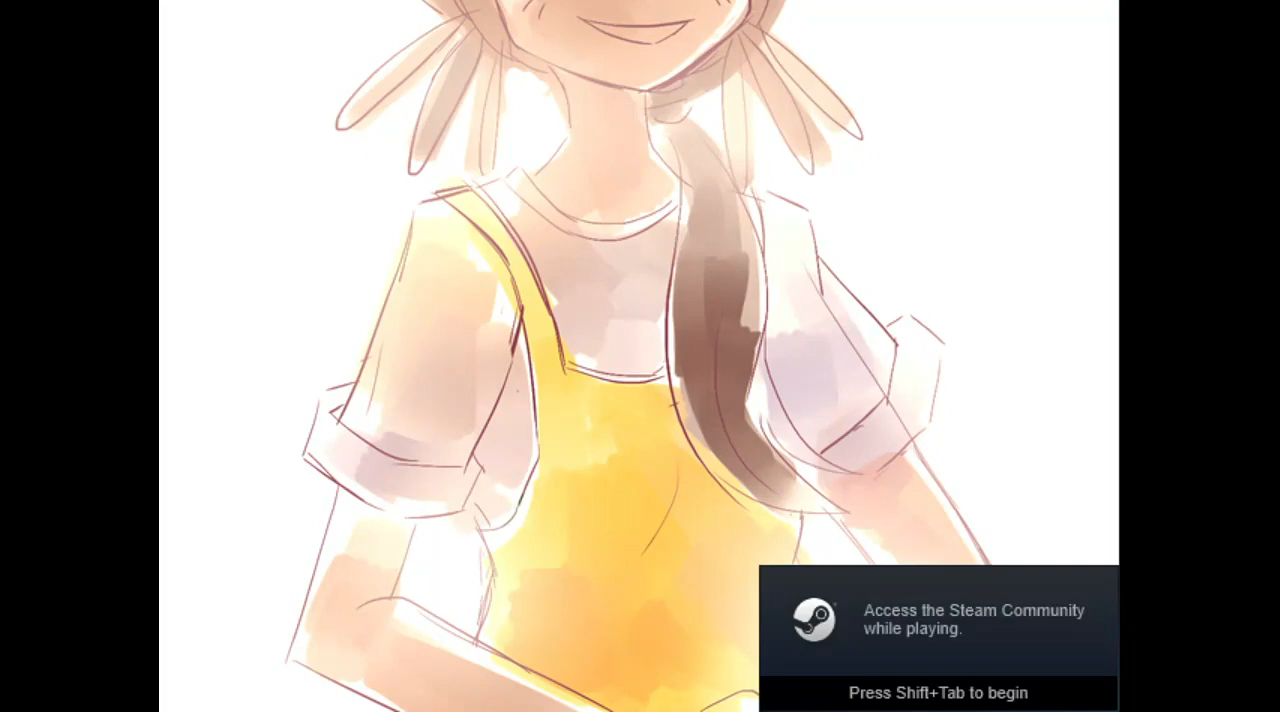 Access the Steam Community
while playing.
Press Shift+Tab to begin